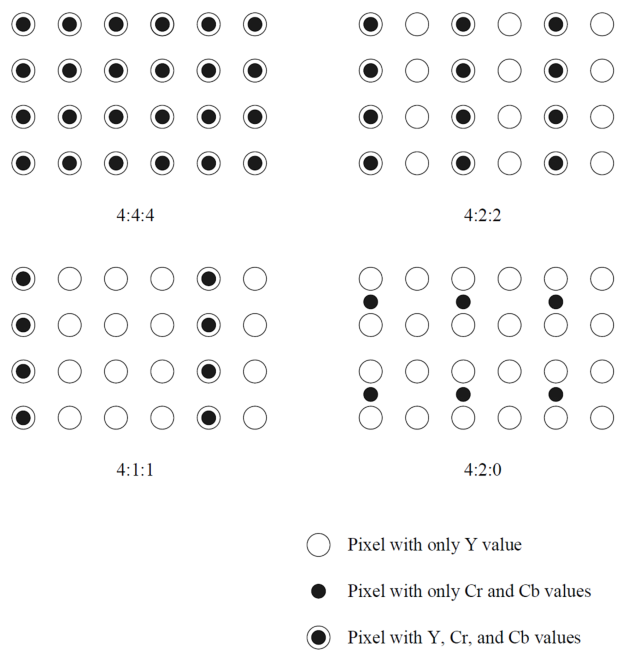 4:4:4
4:2:2
4:1:1
4:2:0
Pixel with only Y value
Pixel with only Cr and Cb values
Pixel with Y, Cr, and Cb values